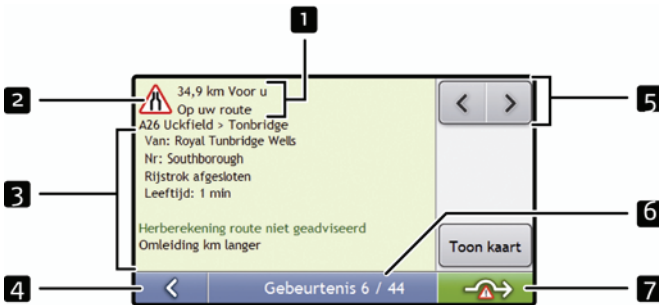 1
2
34,9 km Voor u
Op uw route
A26 Uckfield > Tonbridge
Van: Royal Tunbridge Wells
Nr: Southborough
Rijstrok afgesloten
Leeftijd: 1 min
3
Herberekening route niet geadviseerd
Omleiding km langer
5
6
Toon kaart
4
Gebeurtenis 6 / 44
7